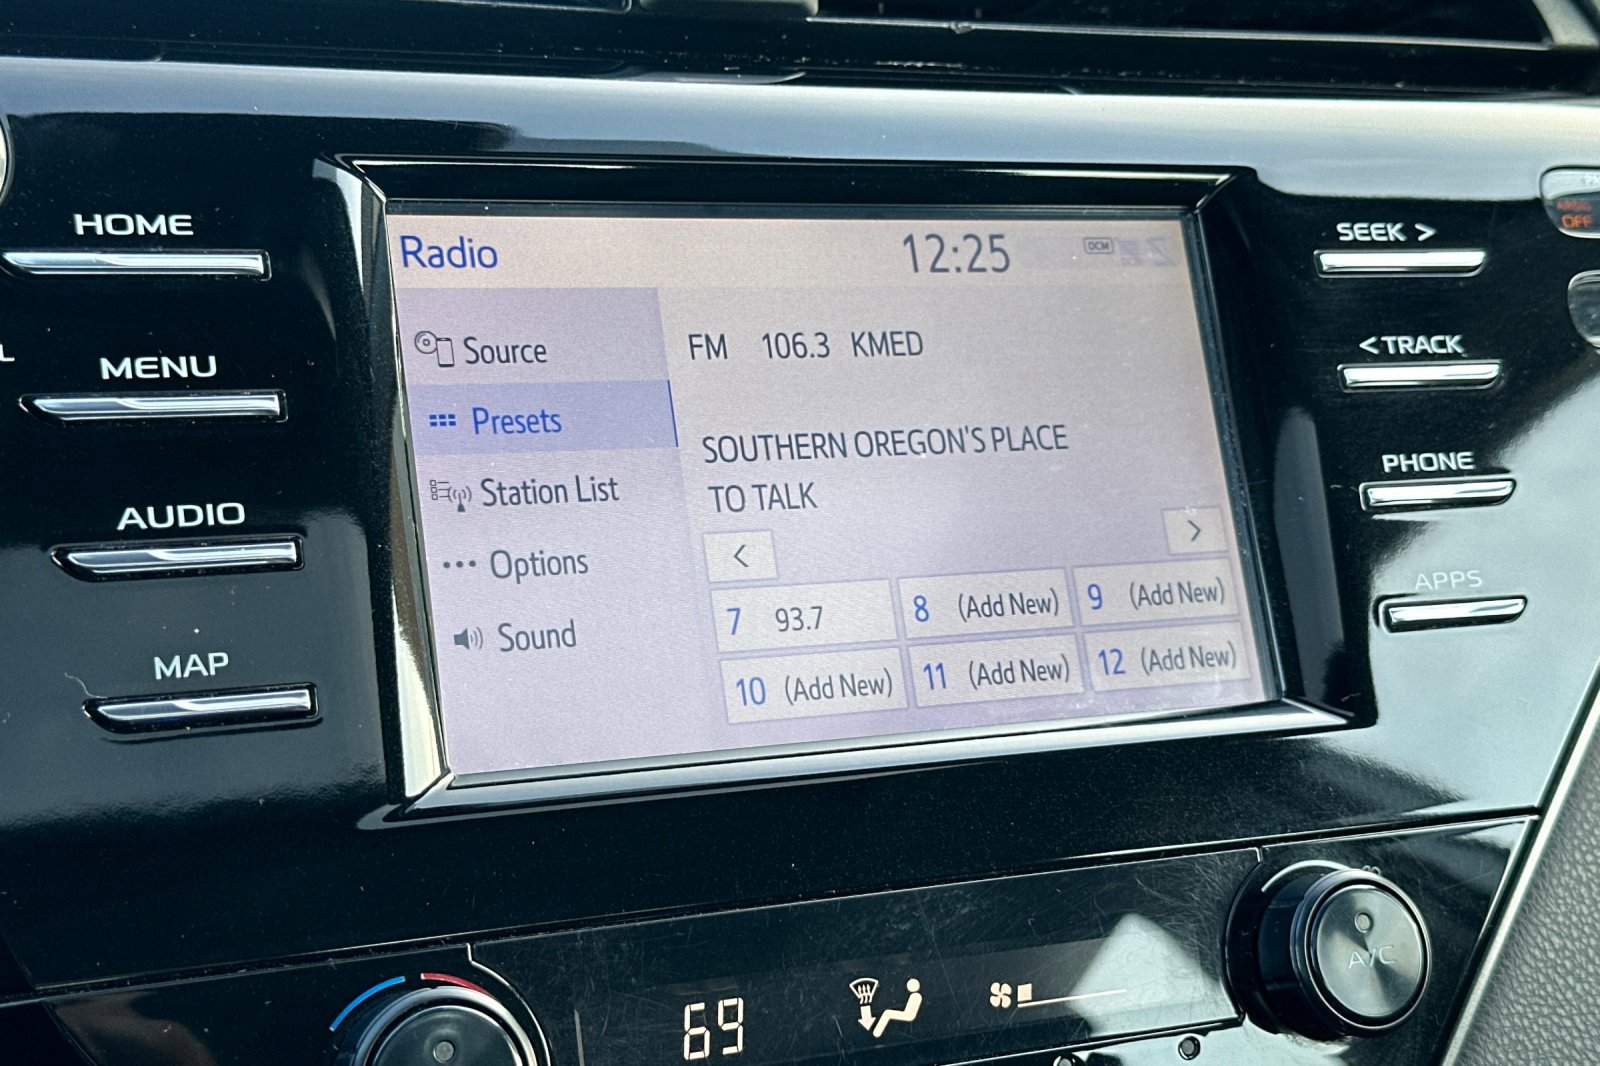 HOME
MENU
AUDIO
MAP
Radio
12:25
DCM
Source
Presets
Station List
Options
Sound
FM 106.3 KMED
SOUTHERN OREGON'S PLACE
TO TALK
<
>
7 93.7
8 (Add New)
9 (Add New)
10 (Add New)
11 (Add New)
12 (Add New)
SEEK >
< TRACK
PHONE
APPS
OFF
69
A/C